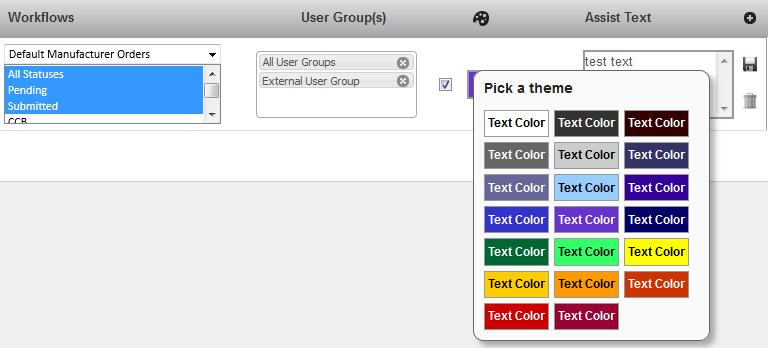 Workflows User Group(s) Assist Text
Default Manufacturer Orders
All Statuses
Pending
Submitted
CCB
All User Groups
External User Group
test text
Pick a theme
Text Color Text Color Text Color
Text Color Text Color Text Color
Text Color Text Color Text Color
Text Color Text Color Text Color
Text Color Text Color Text Color
Text Color Text Color Text Color
Text Color Text Color